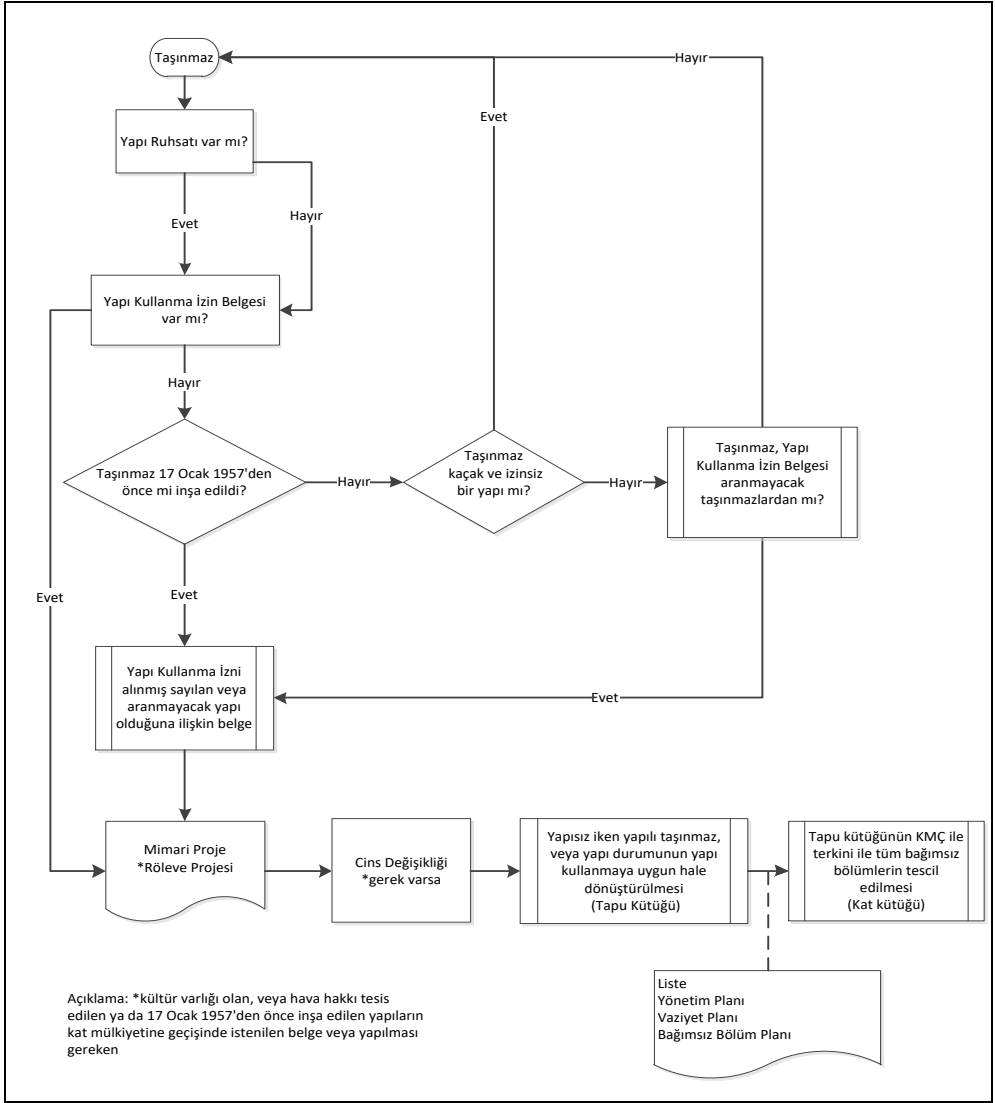 Taşınmaz
Hayır
Evet
Yapı Ruhsatı var mı?
Evet
Hayır
Yapı Kullanma İzin Belgesi
var mı?
Hayır
Taşınmaz 17 Ocak 1957'den
önce mi inşa edildi?
Hayır
Taşınmaz
kaçak ve izinsiz
bir yapı mı?
Hayır
Taşınmaz, Yapı
Kullanma İzin Belgesi
aranmayacak
taşınmazlardan mı?
Evet
Evet
Yapı Kullanma İzni
alınmış sayılan veya
aranmayacak yapı
olduğuna ilişkin belge
Evet
Mimari Proje
*Röleve Projesi
Cins Değişikliği
*gerek varsa
Yapısız iken yapılı taşınmaz,
veya yapı durumunun yapı
kullanmaya uygun hale
dönüştürülmesi
(Tapu Kütüğü)
Tapu kütüğünün KMÇ ile
terkini ile tüm bağımsız
bölümlerin tescil
edilmesi
(Kat kütüğü)
Liste
Yönetim Planı
Vaziyet Planı
Bağımsız Bölüm Planı
Açıklama: *kültür varlığı olan, veya hava hakkı tesis
edilen ya da 17 Ocak 1957'den önce inşa edilen yapıların
kat mülkiyetine geçişinde istenilen belge veya yapılması
gereken